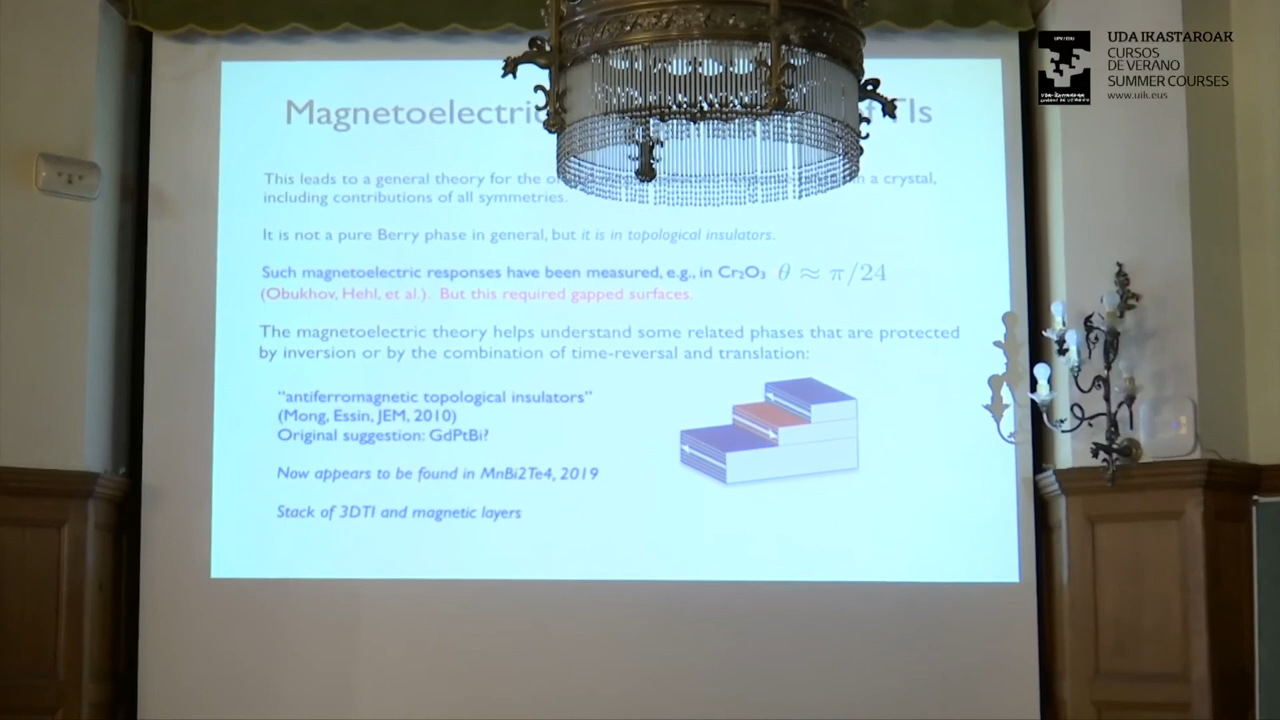 Magnetoelectric TIs
This leads to a general theory for the in a crystal,
including contributions of all symmetries.
It is not a pure Berry phase in general, but it is in topological insulators.
Such magnetoelectric responses have been measured, e.g., in Cr₂O₃ θ ≈ π/24
(Obukhov, Hehl, et al.). But this required gapped surfaces.
The magnetoelectric theory helps understand some related phases that are protected
by inversion or by the combination of time-reversal and translation:
“antiferromagnetic topological insulators”
(Mong, Essin, JEM, 2010)
Original suggestion: GdPtBi?
Now appears to be found in MnBi2Te4, 2019
Stack of 3DTI and magnetic layers
UDA IKASTAROAK
CURSOS
DE VERANO
SUMMER COURSES
www.uik.eus